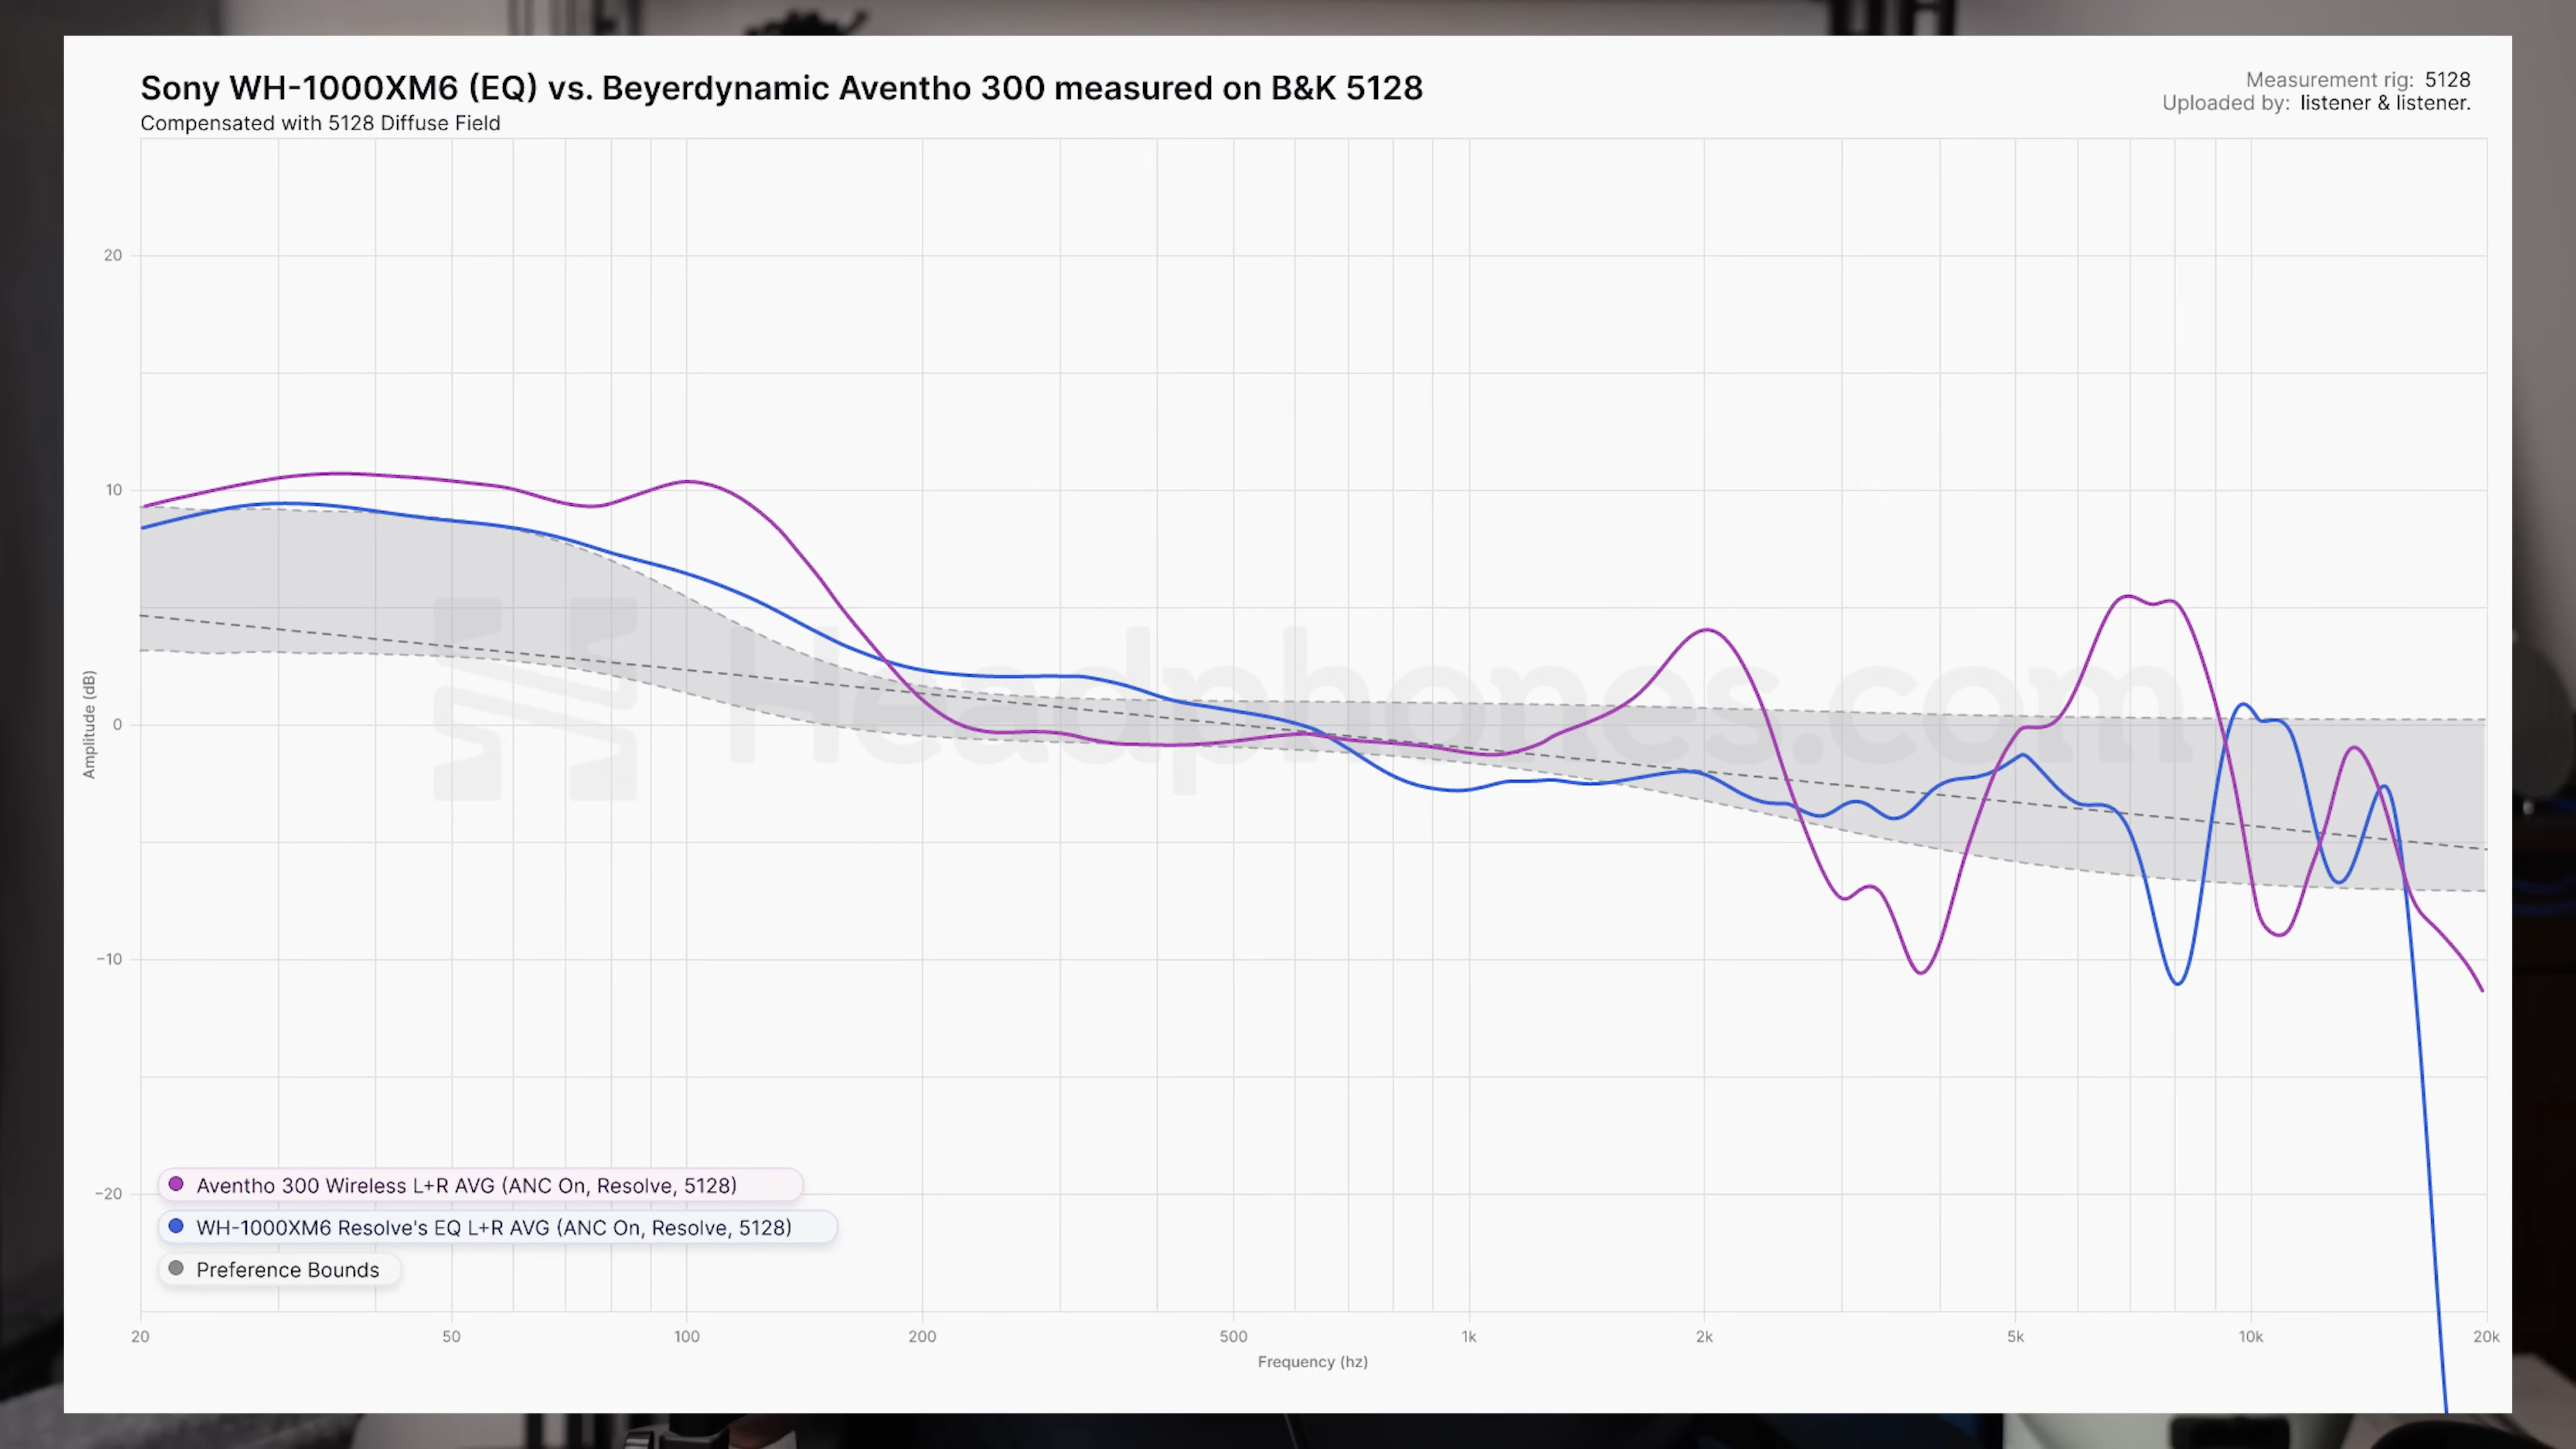 Sony WH-1000XM6 (EQ) vs. Beyerdynamic Aventho 300 measured on B&K 5128
Compensated with 5128 Diffuse Field
Measurement rig: 5128
Uploaded by: listener & listener.
20
10
0
−10
−20
Amplitude (dB)
Headphones.com
Aventho 300 Wireless L+R AVG (ANC On, Resolve, 5128)
WH-1000XM6 Resolve's EQ L+R AVG (ANC On, Resolve, 5128)
Preference Bounds
20 50 100 200 500 1k 2k 5k 10k 20k
Frequency (hz)